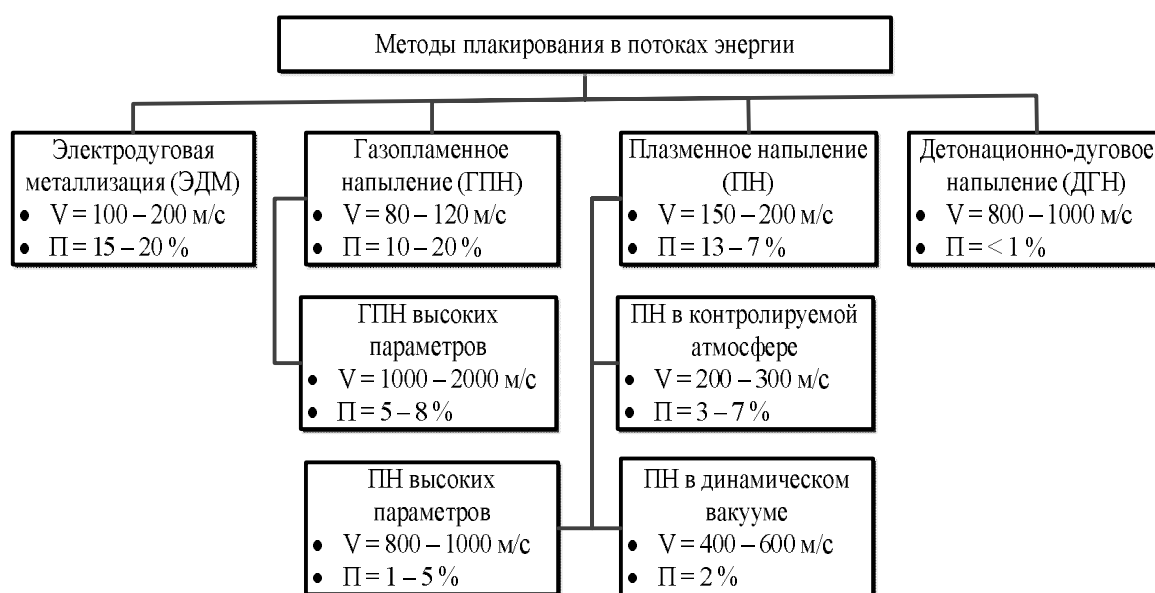 Методы плакирования в потоках энергии
Электродуговая
металлизация (ЭДМ)
• V = 100 – 200 м/с
• П = 15 – 20 %
Газопламенное
напыление (ГПН)
• V = 80 – 120 м/с
• П = 10 – 20 %
Плазменное напыление
(ПН)
• V = 150 – 200 м/с
• П = 13 – 7 %
Детонационно-дуговое
напыление (ДГН)
• V = 800 – 1000 м/с
• П = < 1 %
ГПН высоких
параметров
• V = 1000 – 2000 м/с
• П = 5 – 8 %
ПН в контролируемой
атмосфере
• V = 200 – 300 м/с
• П = 3 – 7 %
ПН высоких
параметров
• V = 800 – 1000 м/с
• П = 1 – 5 %
ПН в динамическом
вакууме
• V = 400 – 600 м/с
• П = 2 %